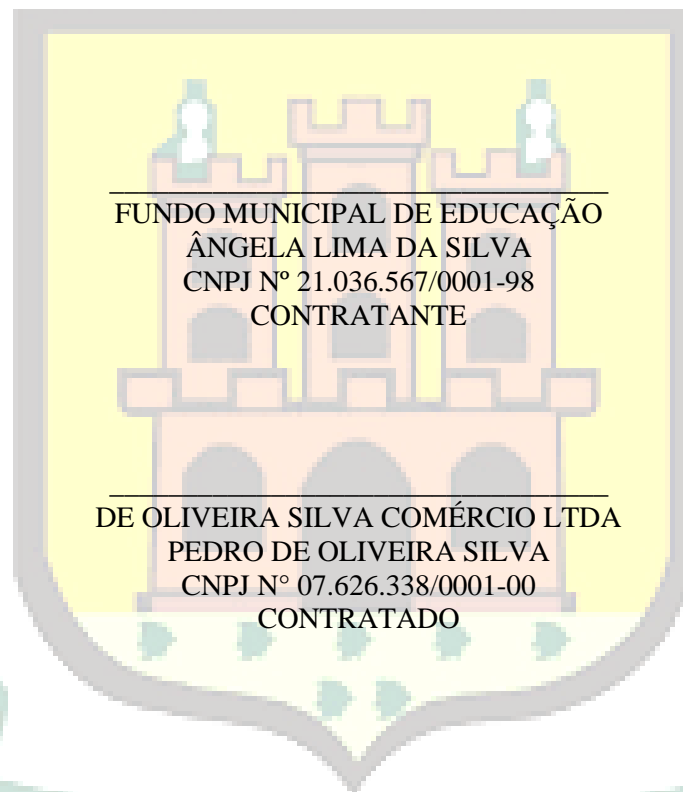 FUNDO MUNICIPAL DE EDUCAÇÃO
ÂNGELA LIMA DA SILVA
CNPJ Nº 21.036.567/0001-98
CONTRATANTE
DE OLIVEIRA SILVA COMÉRCIO LTDA
PEDRO DE OLIVEIRA SILVA
CNPJ N° 07.626.338/0001-00
CONTRATADO